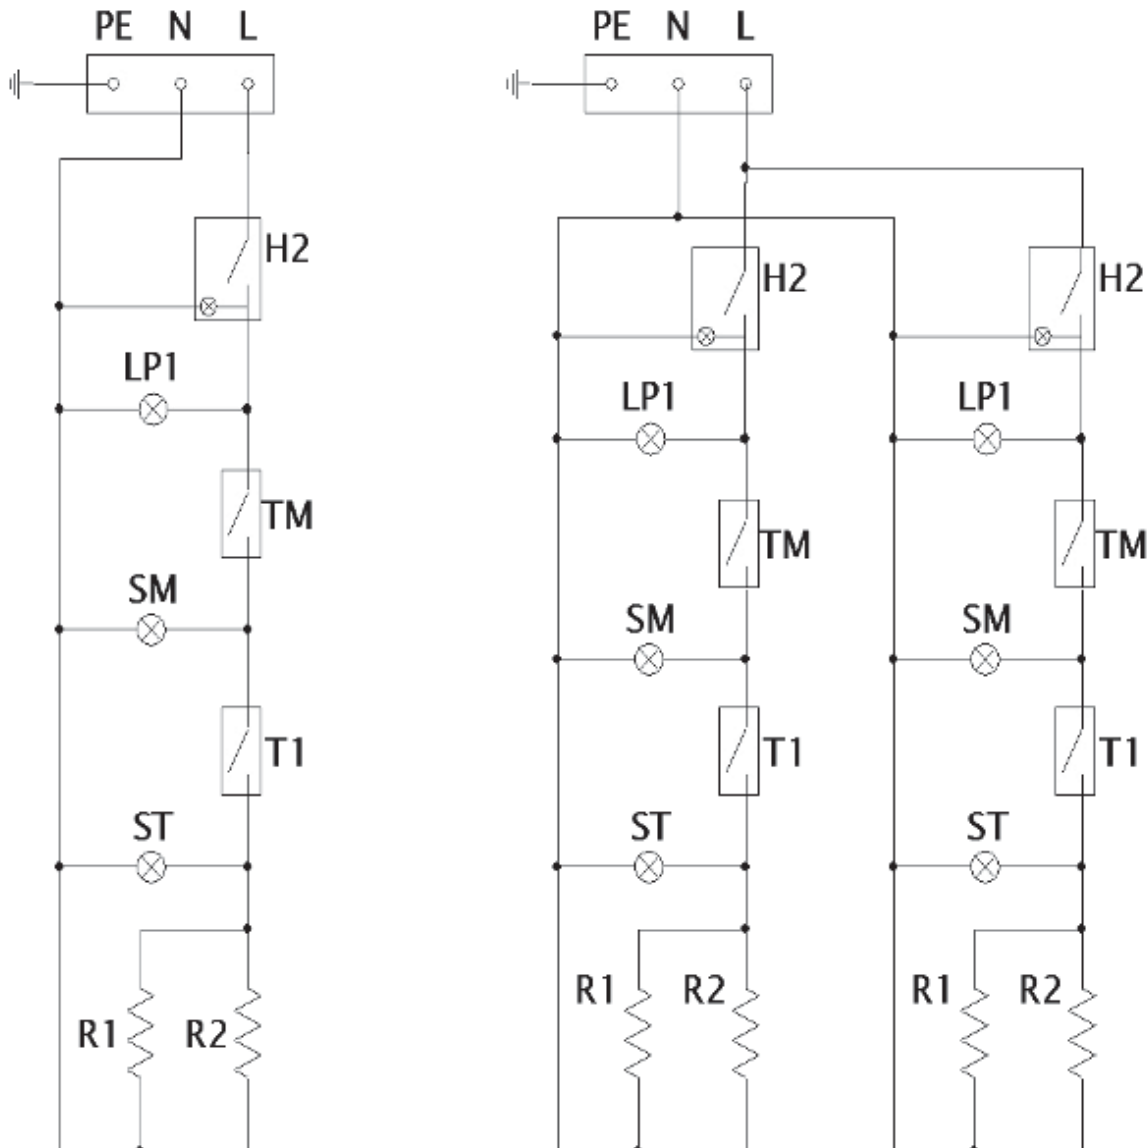 PE N L PE N L
H2
H2 H2
LP1
LP1 LP1
TM
TM TM
SM
SM SM
T1 T1 T1
ST ST ST
R1 R2 R1 R2
R1 R2